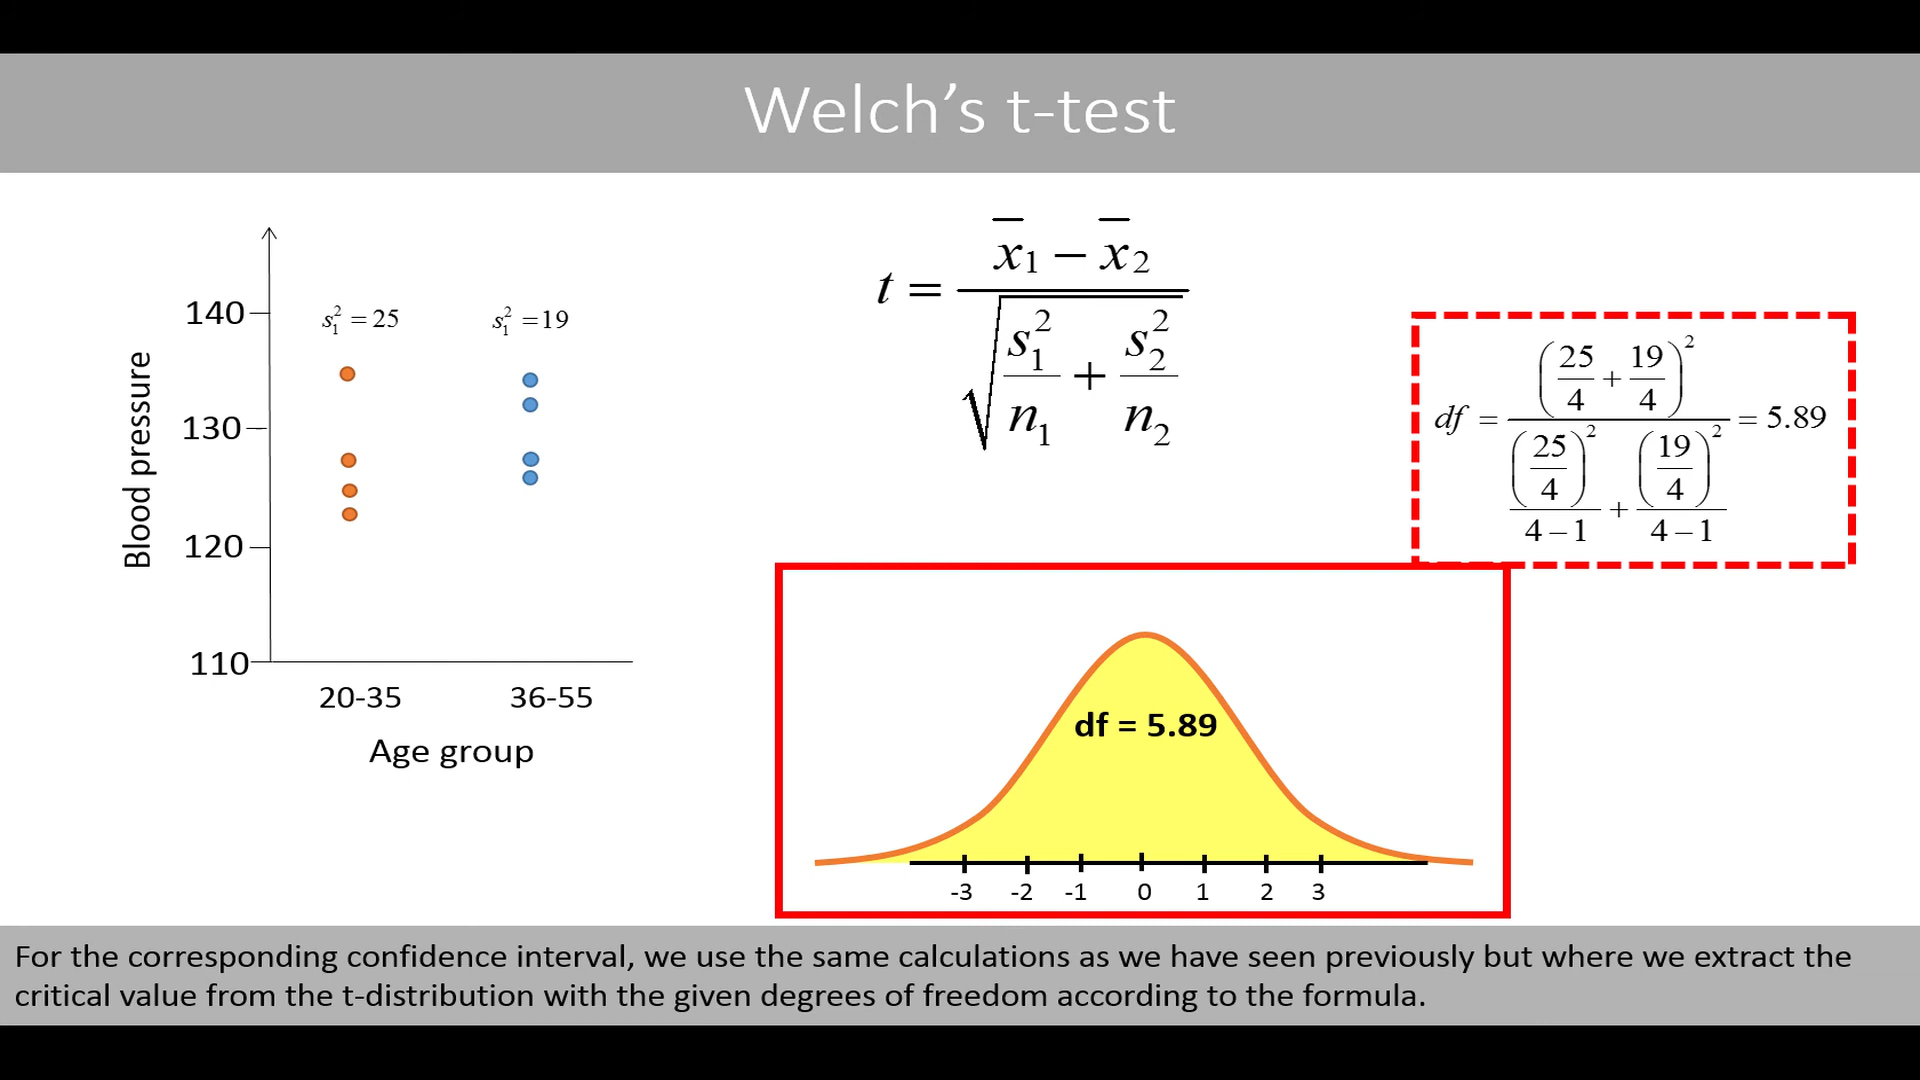 Welch’s t-test
140
130
120
110
Blood pressure
s₁² = 25
s₁² = 19
20-35
36-55
Age group
t = (x̄₁ − x̄₂) / √(s₁²/n₁ + s₂²/n₂)
df = (25/4 + 19/4)² / ((25/4)²/(4 − 1) + (19/4)²/(4 − 1)) = 5.89
df = 5.89
-3 -2 -1 0 1 2 3
For the corresponding confidence interval, we use the same calculations as we have seen previously but where we extract the
critical value from the t-distribution with the given degrees of freedom according to the formula.